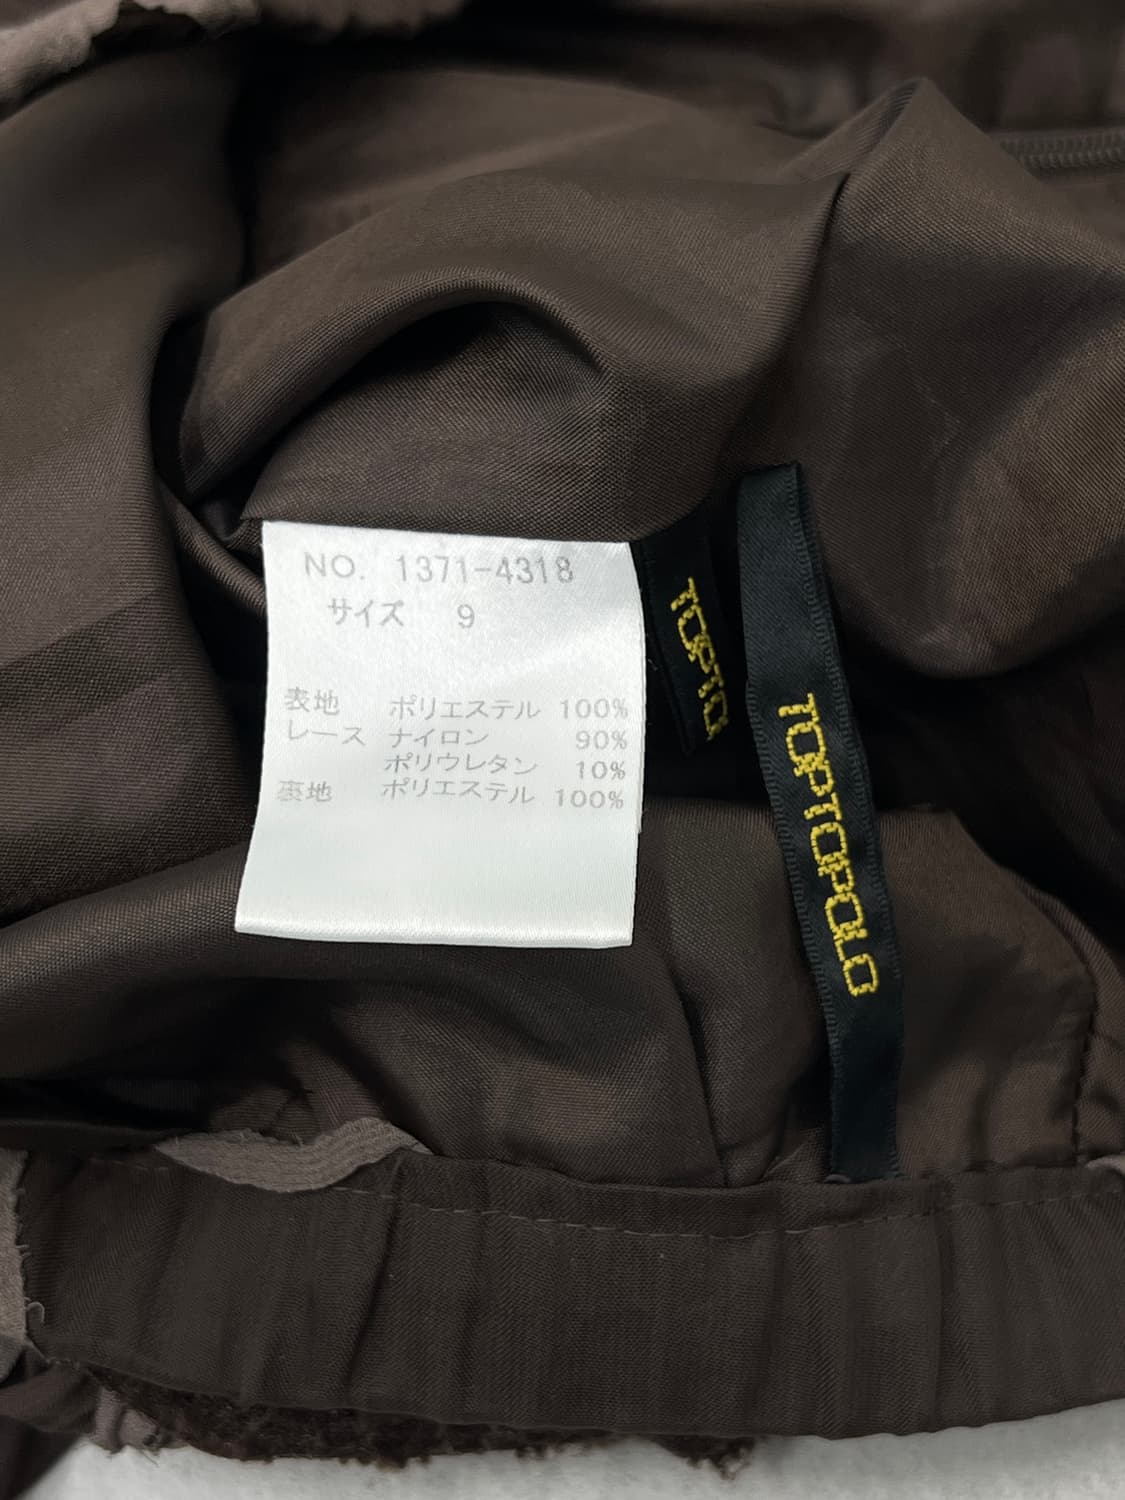 NO. 1371-4318
サイズ 9
表地 ポリエステル 100%
レース ナイロン 90%
ポリウレタン 10%
裏地 ポリエステル 100%
TOPTO
TOPTOPOLO